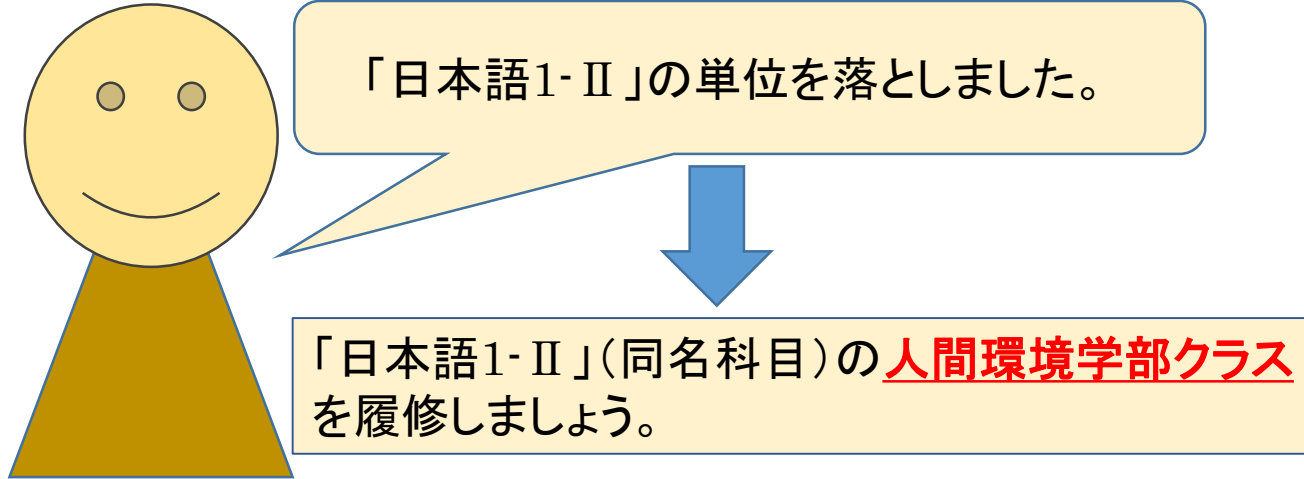 「日本語1-Ⅱ」の単位を落としました。
「日本語1-Ⅱ」(同名科目)の人間環境学部クラス
を履修しましょう。